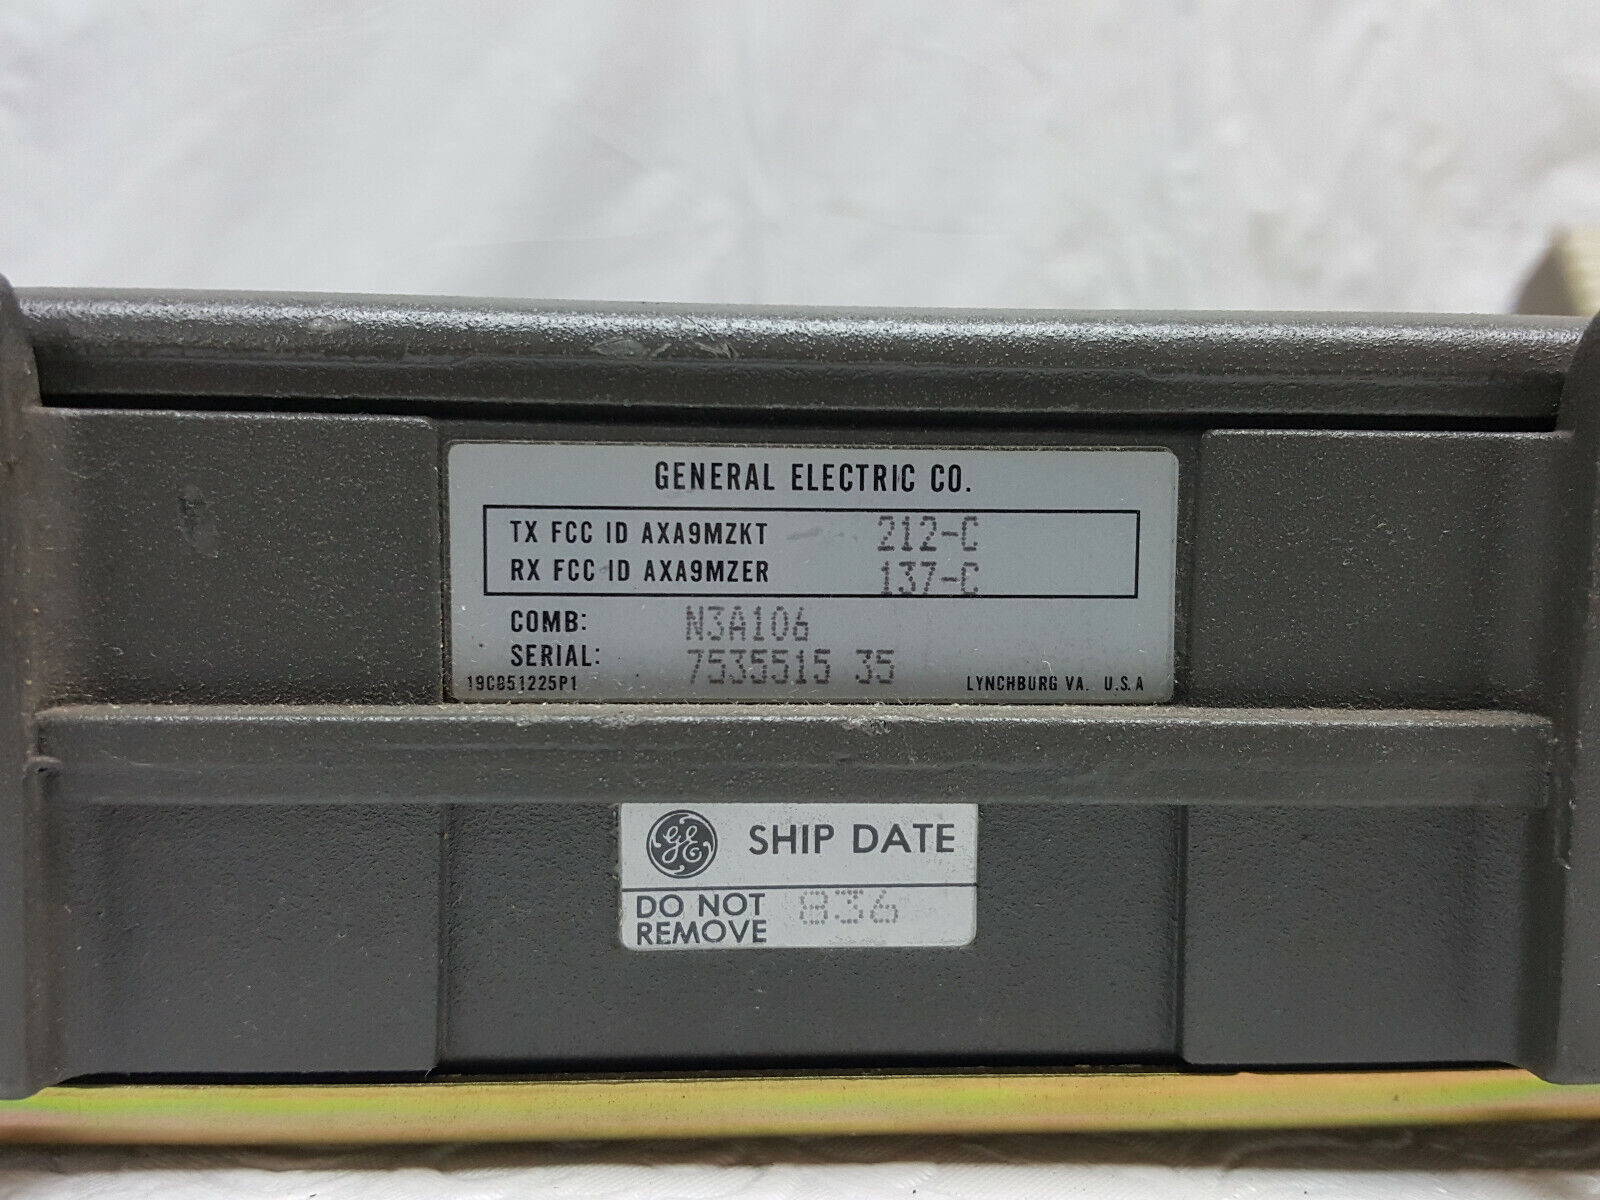 GENERAL ELECTRIC CO.
TX FCC ID AXA9MZKT 212-C
RX FCC ID AXA9MZER 137-C
COMB: N3A106
SERIAL: 7535515 35
19C851225P1 LYNCHBURG VA. U.S.A
GE SHIP DATE
DO NOT REMOVE 836